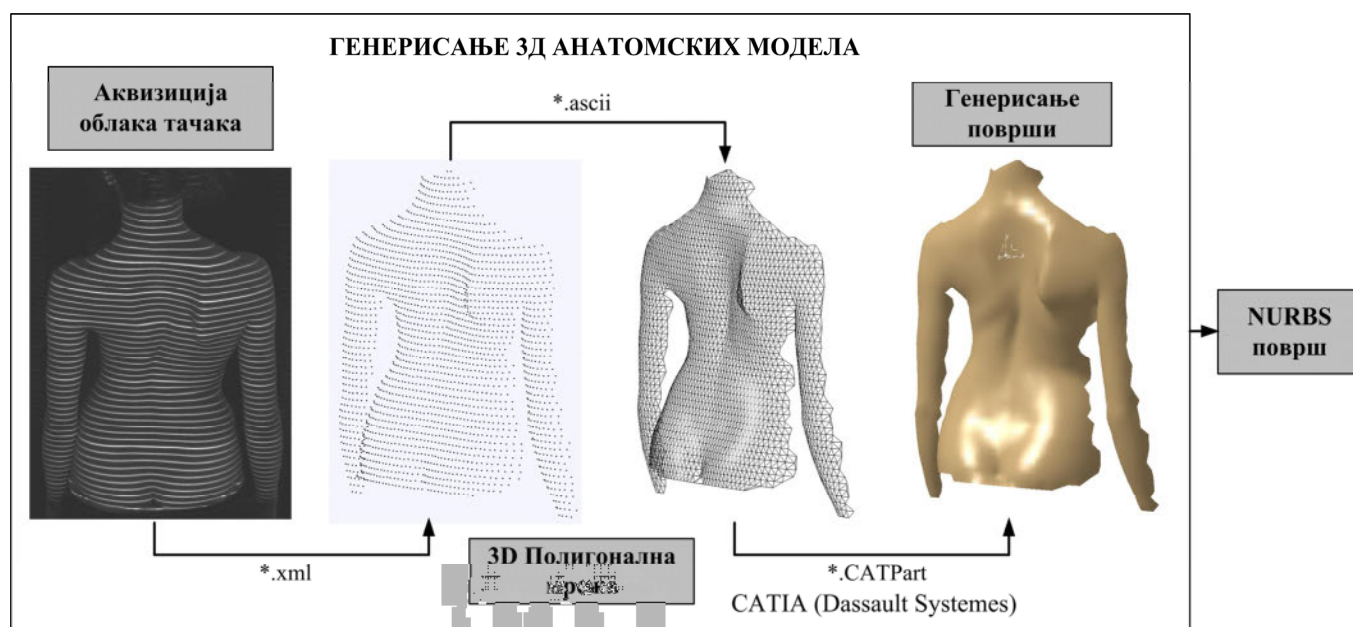 ГЕНЕРИСАЊЕ 3Д АНАТОМСКИХ МОДЕЛА
Аквизиција
облака тачака
*.ascii
Генерисање
површи
NURBS
површ
*.xml
3D Полигонална
*.CATPart
CATIA (Dassault Systemes)